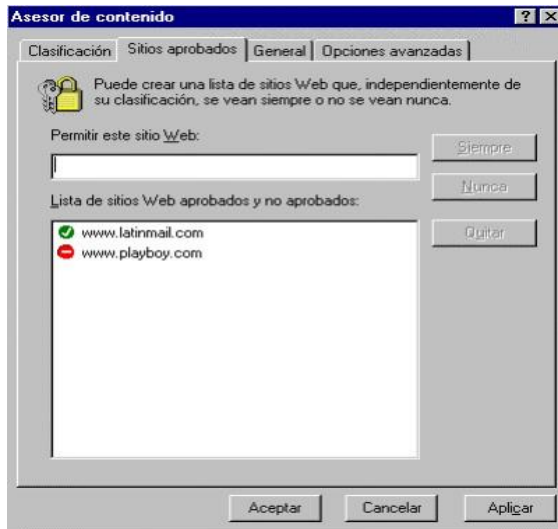 Asesor de contenido
Clasificación Sitios aprobados General Opciones avanzadas
Puede crear una lista de sitios Web que, independientemente de
su clasificación, se vean siempre o no se vean nunca.
Permitir este sitio Web:
Siempre
Nunca
Lista de sitios Web aprobados y no aprobados:
Quitar
www.latinmail.com
www.playboy.com
Aceptar Cancelar Aplicar